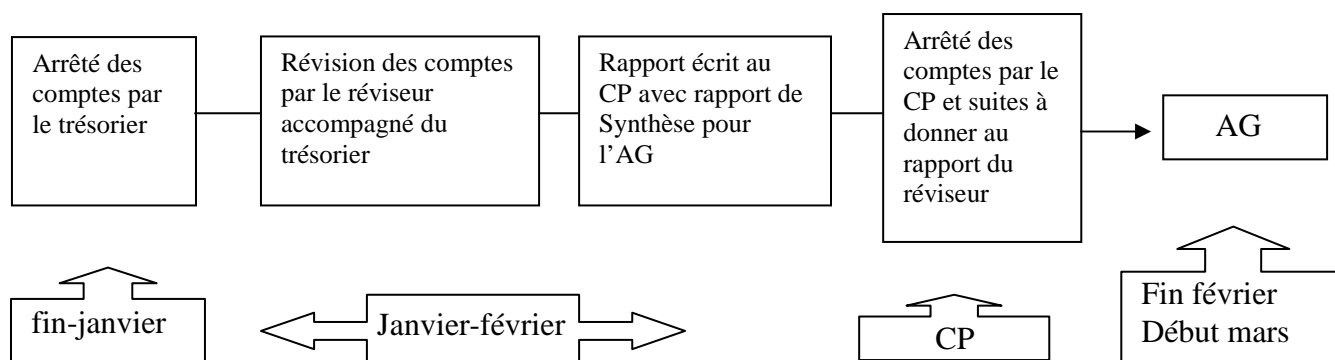 Arrêté des
comptes par
le trésorier
Révision des comptes
par le réviseur
accompagné du
trésorier
Rapport écrit au
CP avec rapport de
Synthèse pour
l’AG
Arrêté des
comptes par le
CP et suites à
donner au
rapport du
réviseur
AG
fin-janvier
Janvier-février
CP
Fin février
Début mars